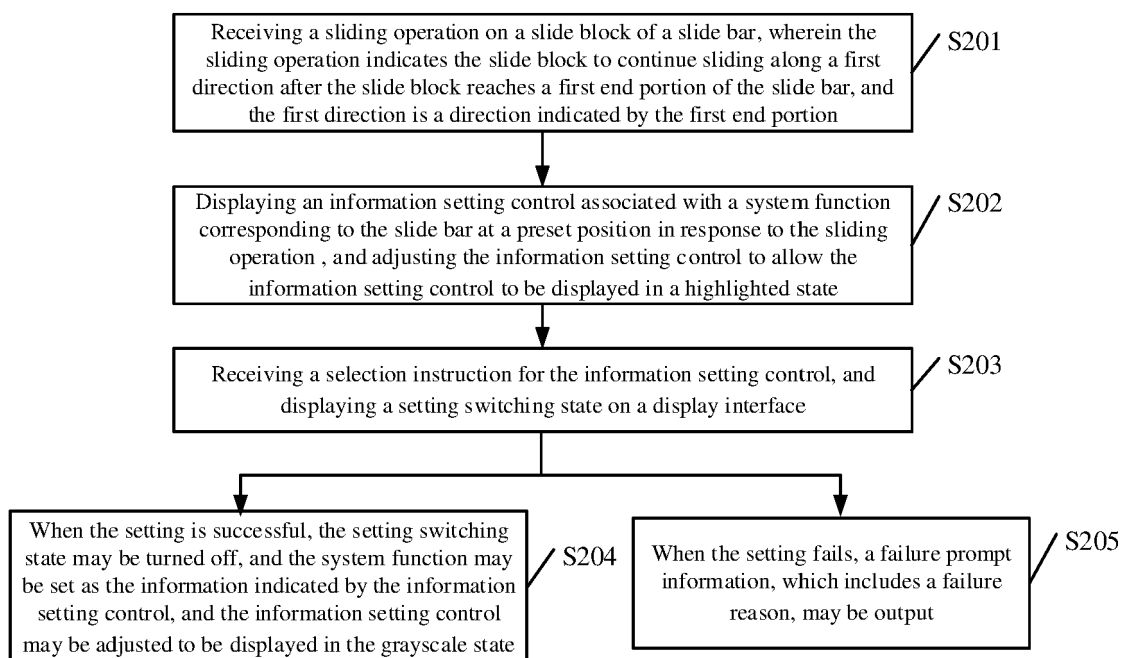 Receiving a sliding operation on a slide block of a slide bar, wherein the
sliding operation indicates the slide block to continue sliding along a first
direction after the slide block reaches a first end portion of the slide bar, and
the first direction is a direction indicated by the first end portion
S201
Displaying an information setting control associated with a system function
corresponding to the slide bar at a preset position in response to the sliding
operation , and adjusting the information setting control to allow the
information setting control to be displayed in a highlighted state
S202
Receiving a selection instruction for the information setting control, and
displaying a setting switching state on a display interface
S203
When the setting is successful, the setting switching
state may be turned off, and the system function may
be set as the information indicated by the information
setting control, and the information setting control
may be adjusted to be displayed in the grayscale state
S204
When the setting fails, a failure prompt
information, which includes a failure
reason, may be output
S205